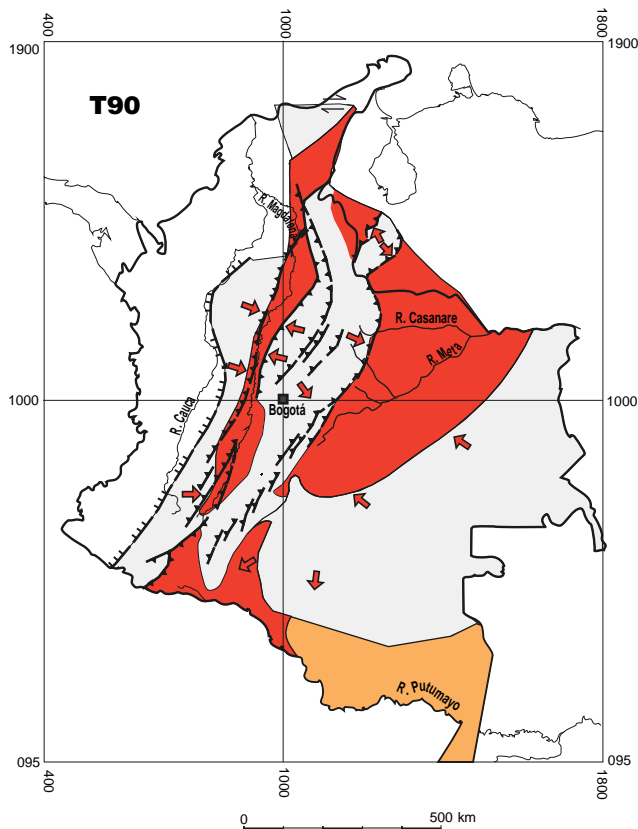 400
1000
1800
1900
1900
T90
R. Magdalena
R. Casanare
R. Meta
1000
1000
Bogotá
R. Cauca
R. Putumayo
095
095
400
1000
1800
0
500 km